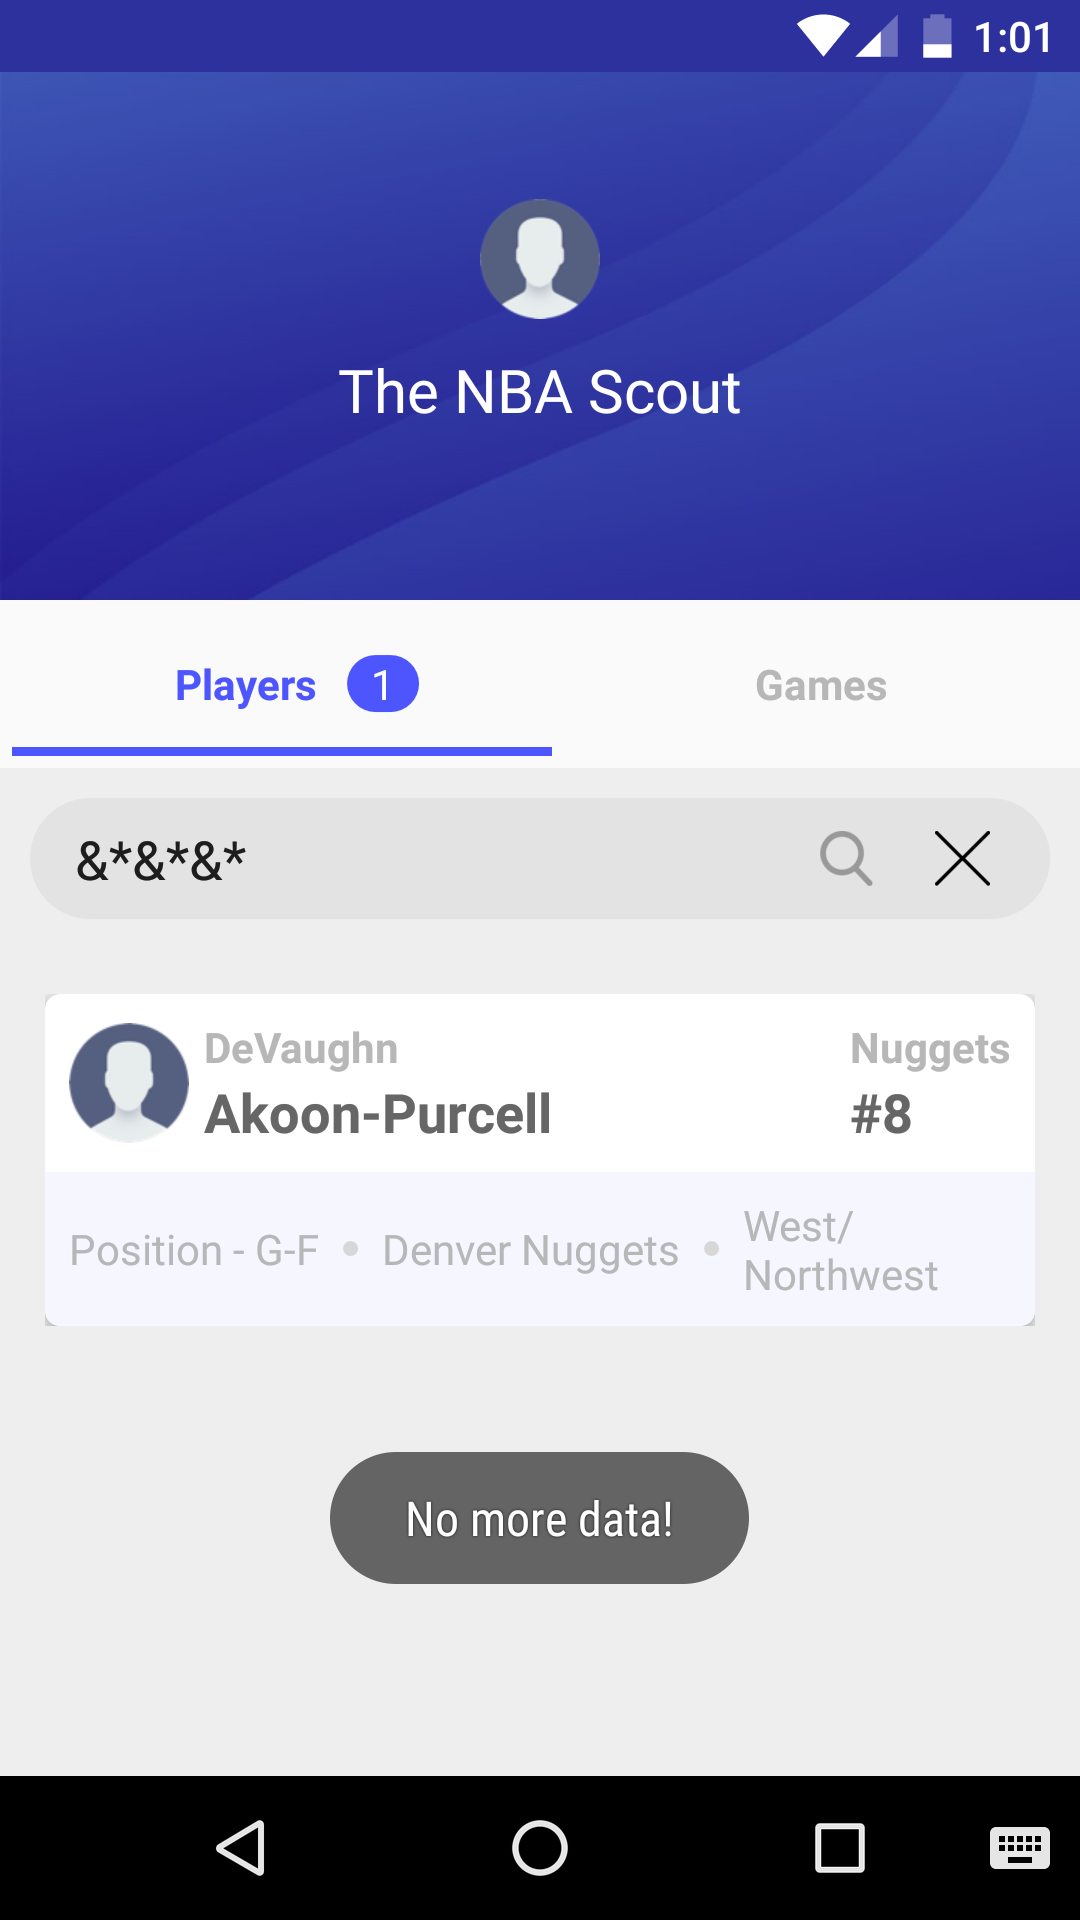 1:01
The NBA Scout
Players 1 Games
&*&*&*
DeVaughn Nuggets
Akoon-Purcell #8
Position - G-F • Denver Nuggets • West/
Northwest
No more data!